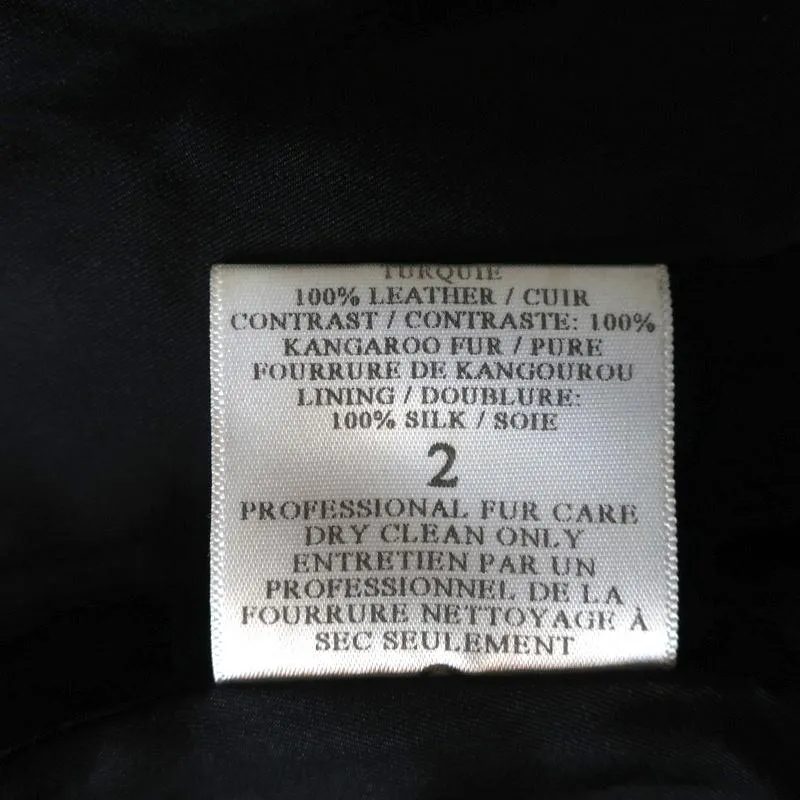 TURQUIE
100% LEATHER / CUIR
CONTRAST / CONTRASTE: 100%
KANGAROO FUR / PURE
FOURRURE DE KANGOUROU
LINING / DOUBLURE:
100% SILK / SOIE
2
PROFESSIONAL FUR CARE
DRY CLEAN ONLY
ENTRETIEN PAR UN
PROFESSIONNEL DE LA
FOURRURE NETTOYAGE À
SEC SEULEMENT